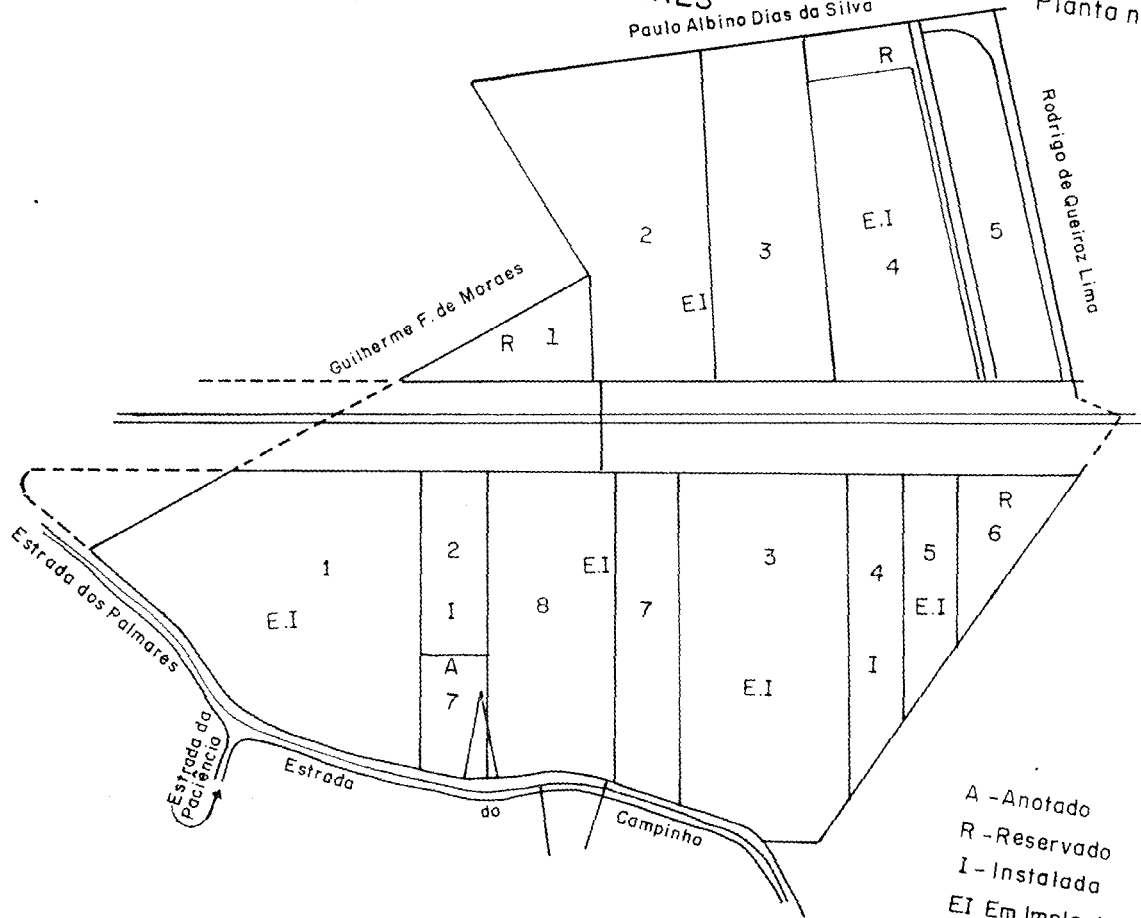 Paulo Albino Dias da Silva
Planta n
R
Rodrigo de Queiroz Lima
2
3
E.I
4
5
E.I
Guilherme F. de Moraes
R 1
1
E.I
2
I
A
7
8
E.I
7
3
E.I
4
I
5
E.I
R
6
Estrada dos Palmares
Estrada da
Paciência
Estrada do Campinho
A - Anotado
R - Reservado
I - Instalada